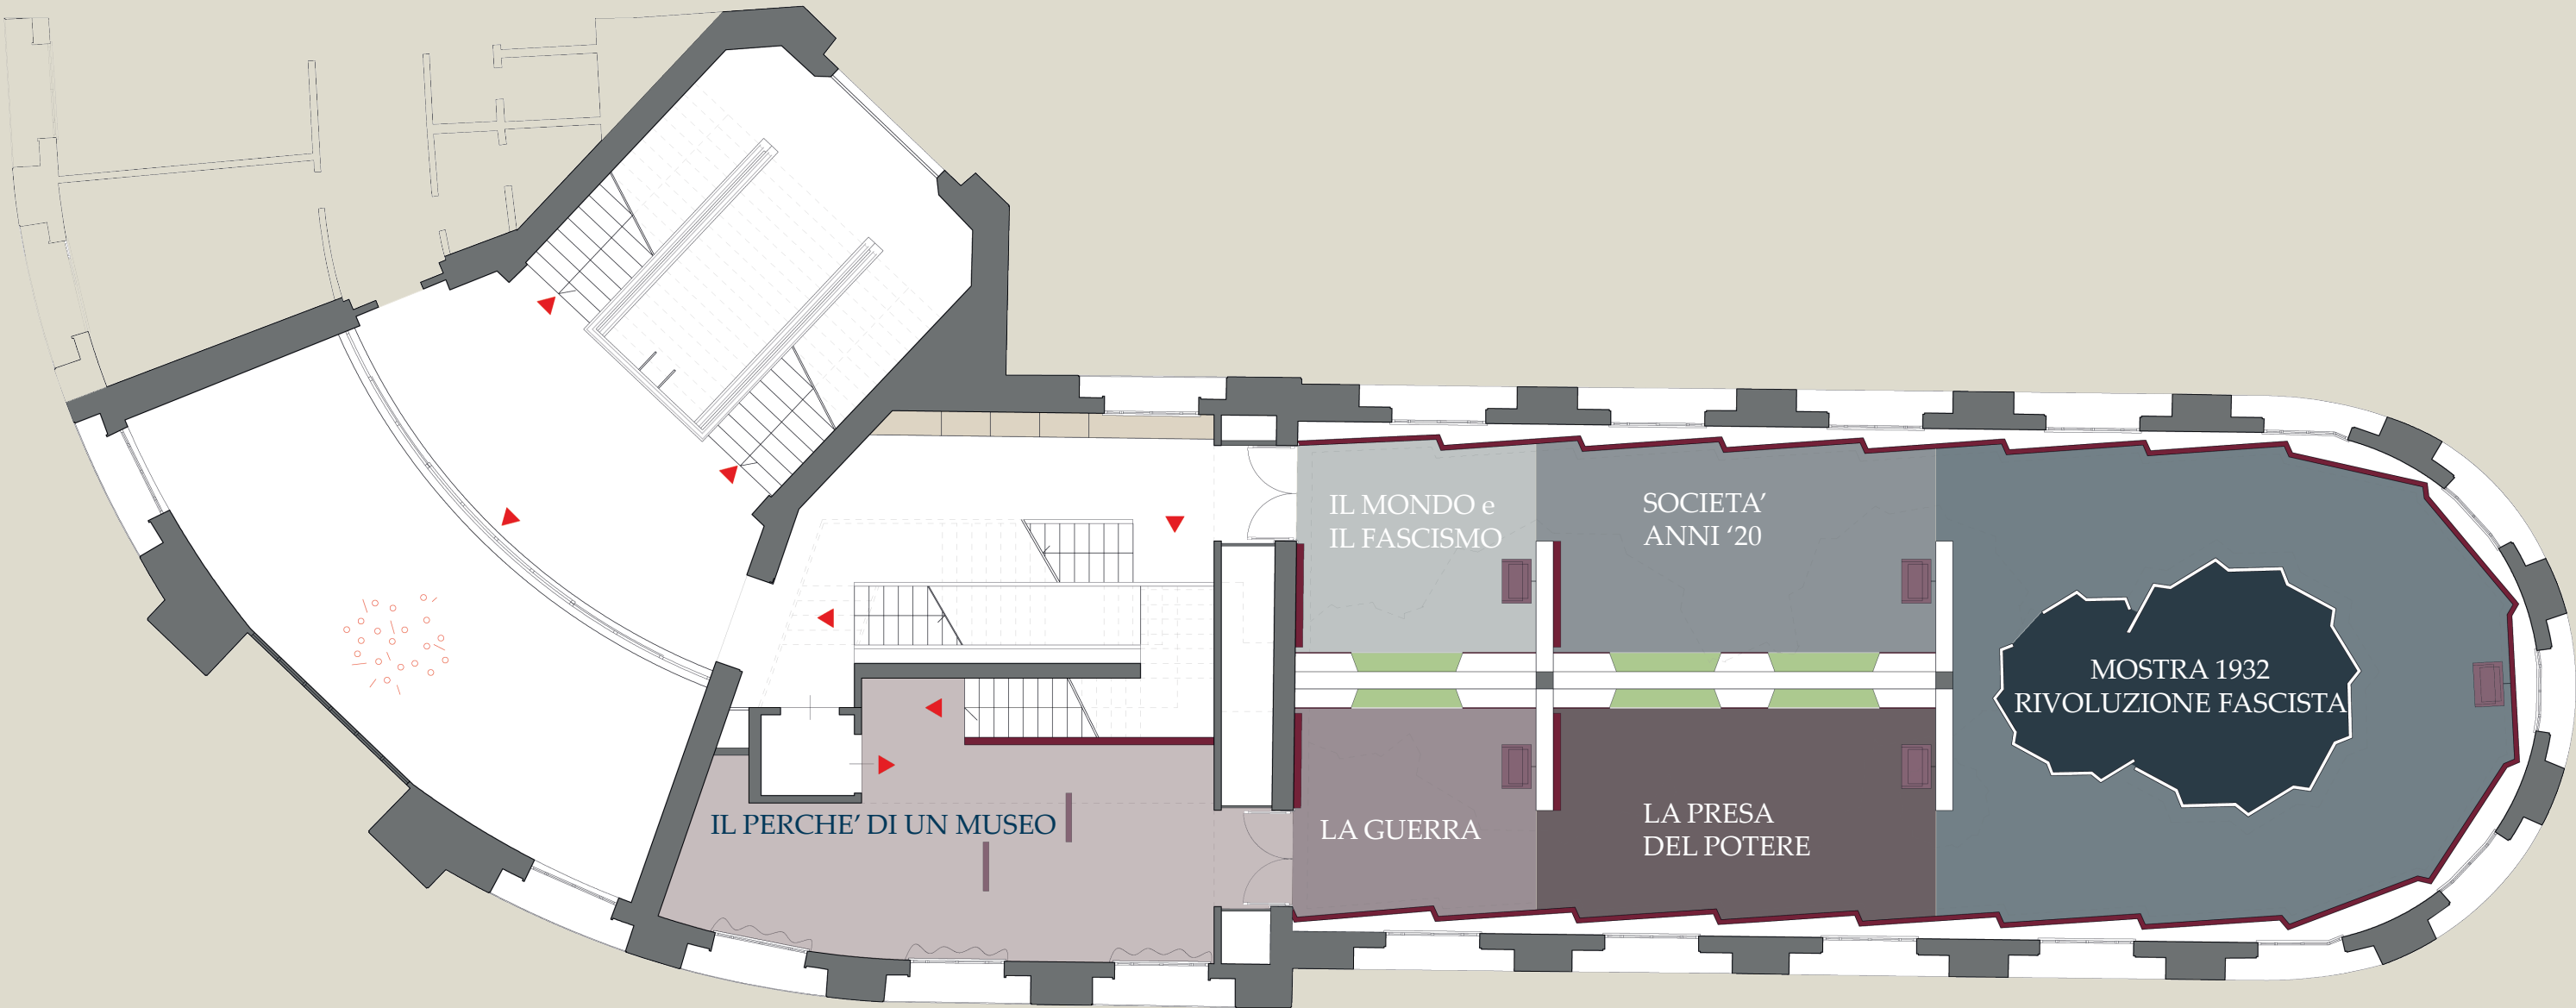 IL MONDO e
IL FASCISMO
SOCIETA’
ANNI ‘20
MOSTRA 1932
RIVOLUZIONE FASCISTA
IL PERCHE’ DI UN MUSEO
LA GUERRA
LA PRESA
DEL POTERE